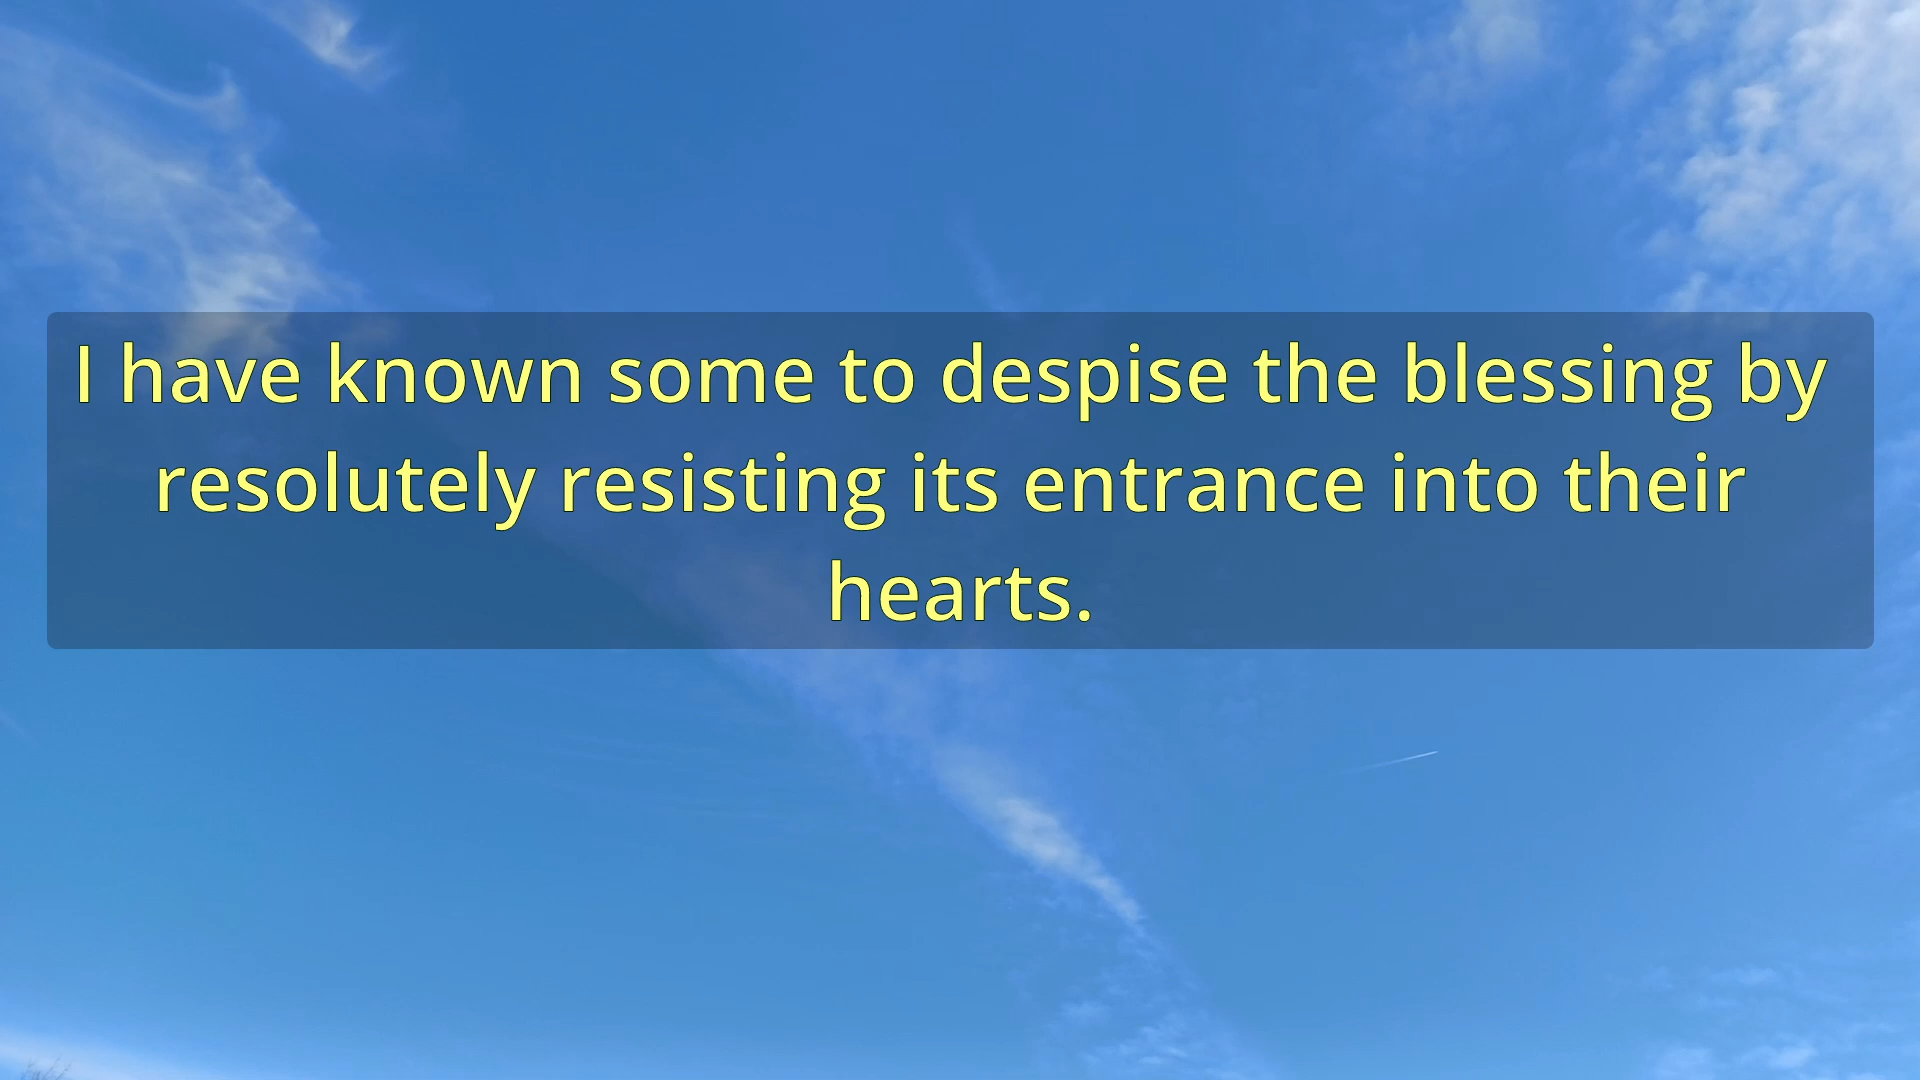 I have known some to despise the blessing by
resolutely resisting its entrance into their
hearts.